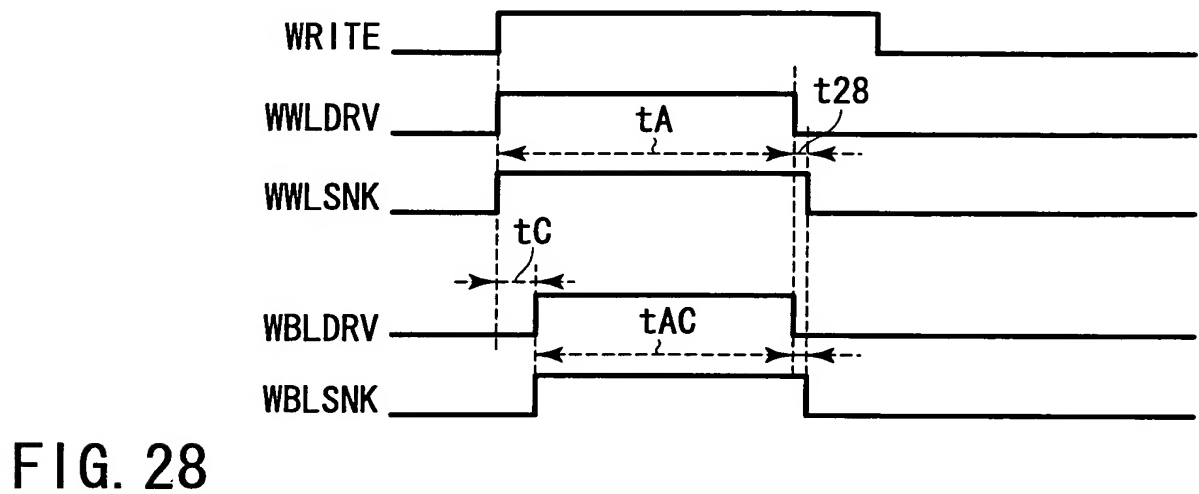 WRITE
WWLDRV
tA
t28
WWLSNK
tC
WBLDRV
tAC
WBLSNK
FIG. 28